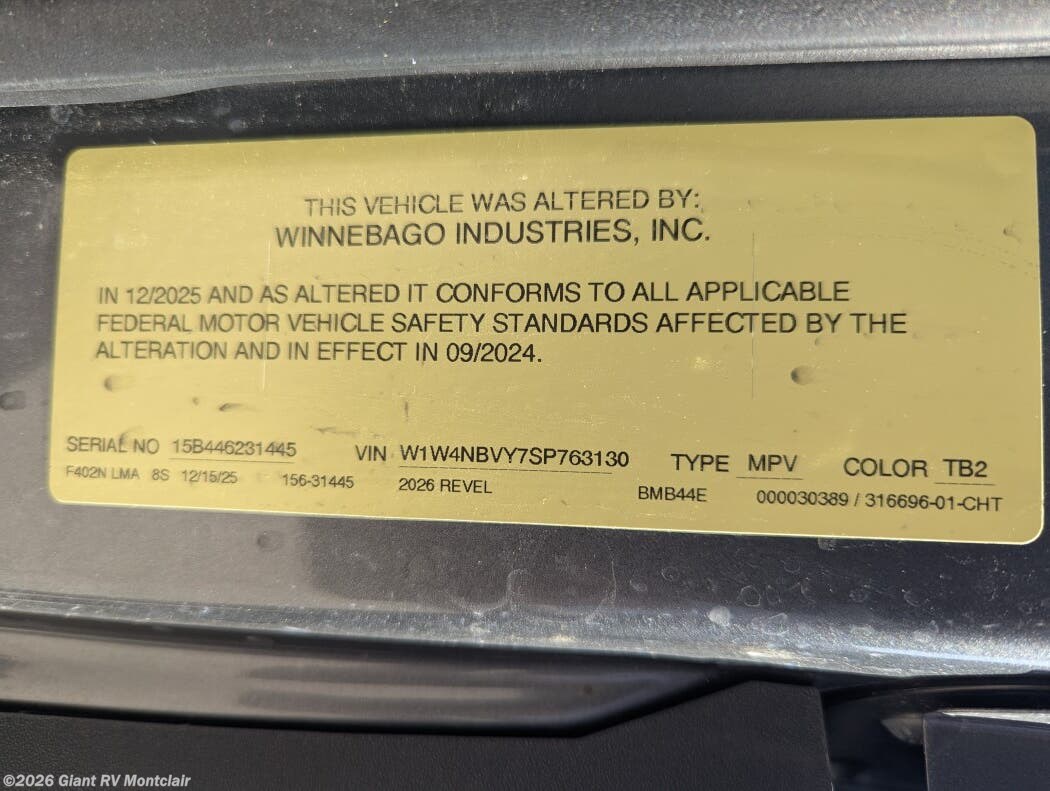 THIS VEHICLE WAS ALTERED BY:
WINNEBAGO INDUSTRIES, INC.
IN 12/2025 AND AS ALTERED IT CONFORMS TO ALL APPLICABLE
FEDERAL MOTOR VEHICLE SAFETY STANDARDS AFFECTED BY THE
ALTERATION AND IN EFFECT IN 09/2024.
SERIAL NO 15B446231445 VIN W1W4NBVY7SP763130 TYPE MPV COLOR TB2
F402N LMA 8S 12/15/25 156-31445 2026 REVEL BMB44E 000030389 / 316696-01-CHT
©2026 Giant RV Montclair